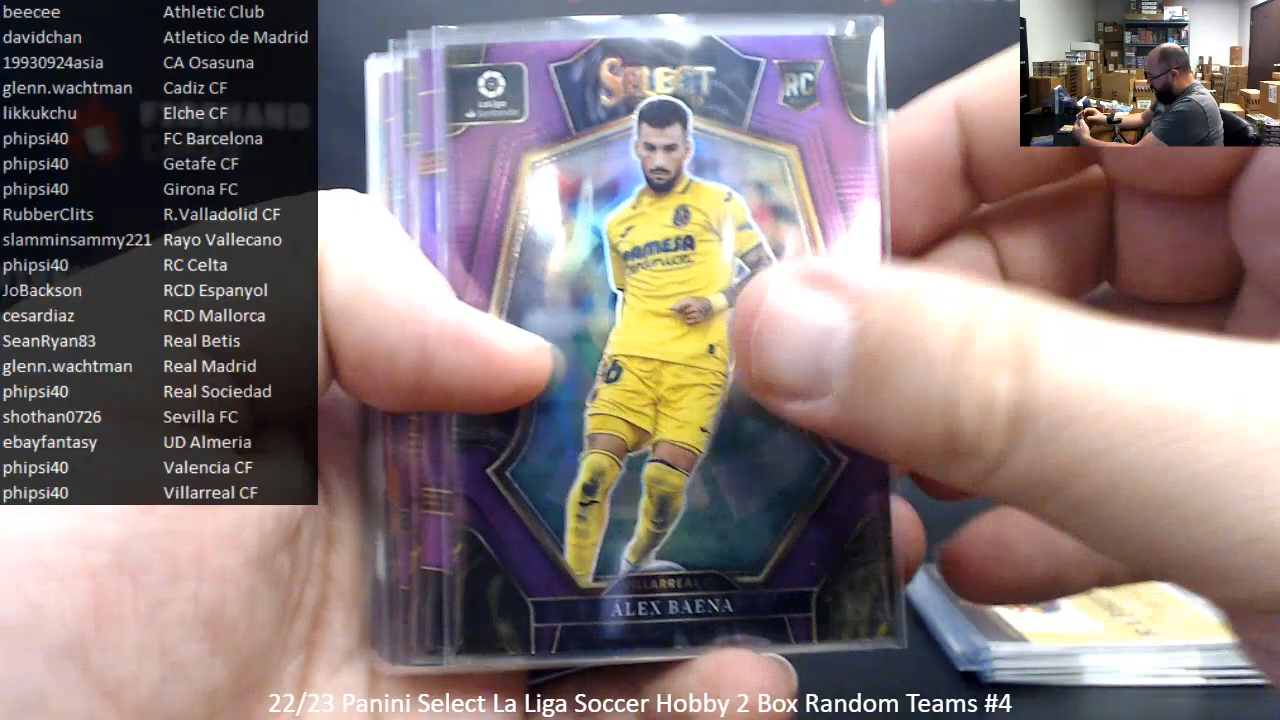 beecee Athletic Club
davidchan Atletico de Madrid
19930924asia CA Osasuna
glenn.wachtman Cadiz CF
likkukchu Elche CF
phipsi40 FC Barcelona
phipsi40 Getafe CF
phipsi40 Girona FC
RubberClits R.Valladolid CF
slamminsammy221 Rayo Vallecano
phipsi40 RC Celta
JoBackson RCD Espanyol
cesardiaz RCD Mallorca
SeanRyan83 Real Betis
glenn.wachtman Real Madrid
phipsi40 Real Sociedad
shothan0726 Sevilla FC
ebayfantasy UD Almeria
phipsi40 Valencia CF
phipsi40 Villarreal CF
SELECT
RC
LaLiga
Santander
PAMESA
VILLARREAL
ÁLEX BAENA
22/23 Panini Select La Liga Soccer Hobby 2 Box Random Teams #4